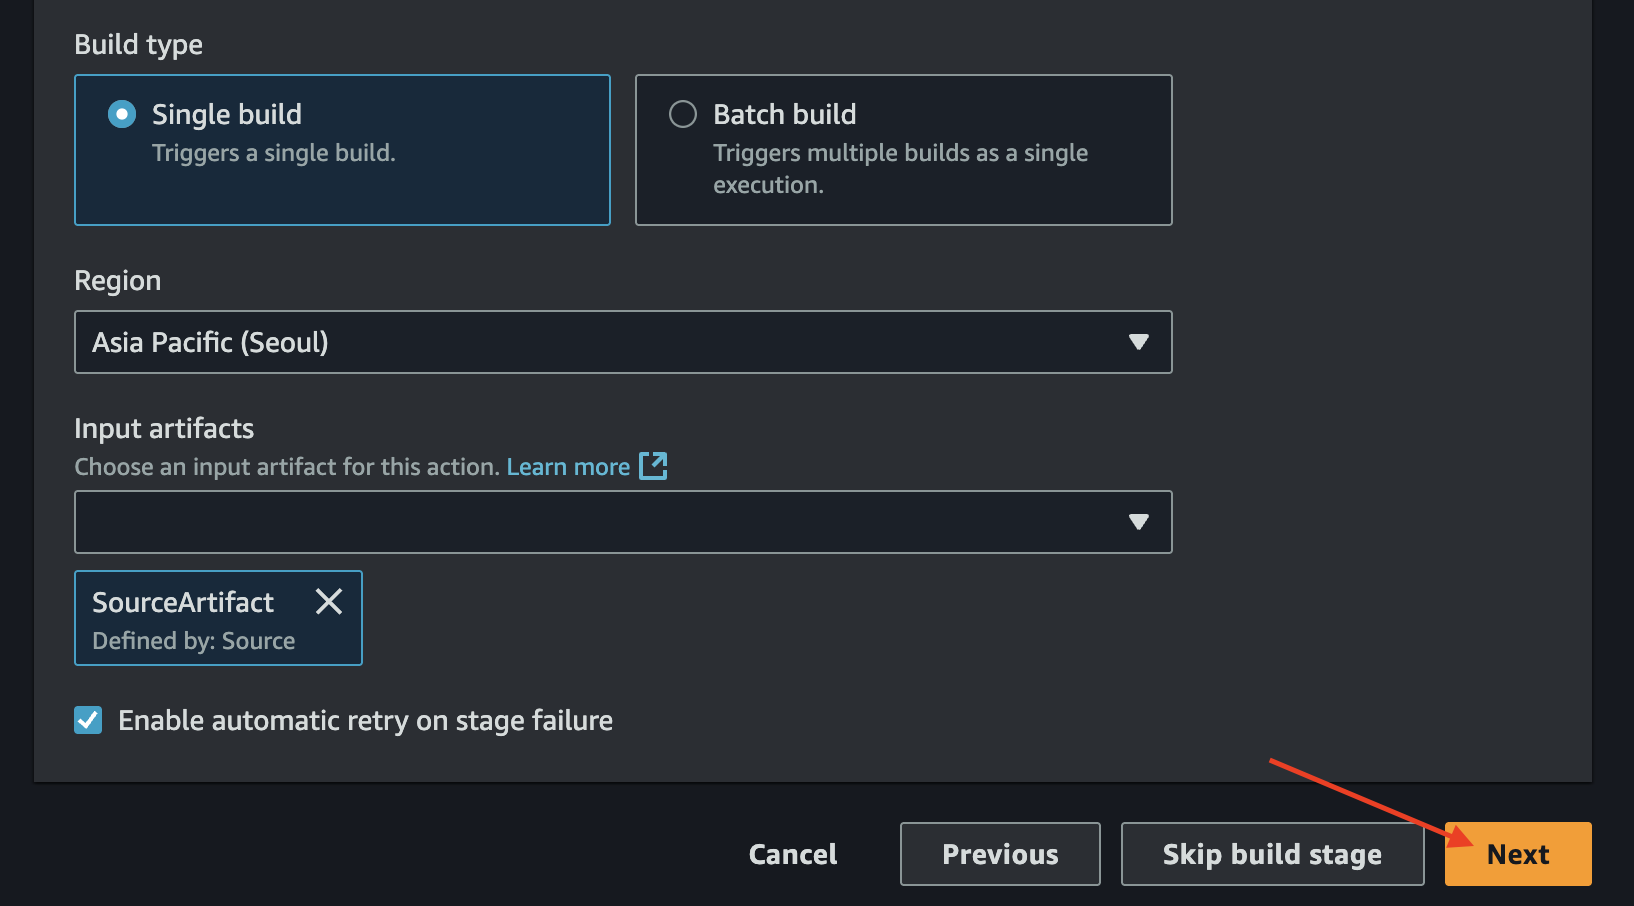 Build type
Single build
Triggers a single build.
Batch build
Triggers multiple builds as a single
execution.
Region
Asia Pacific (Seoul)
Input artifacts
Choose an input artifact for this action. Learn more
SourceArtifact
Defined by: Source
Enable automatic retry on stage failure
Cancel
Previous
Skip build stage
Next